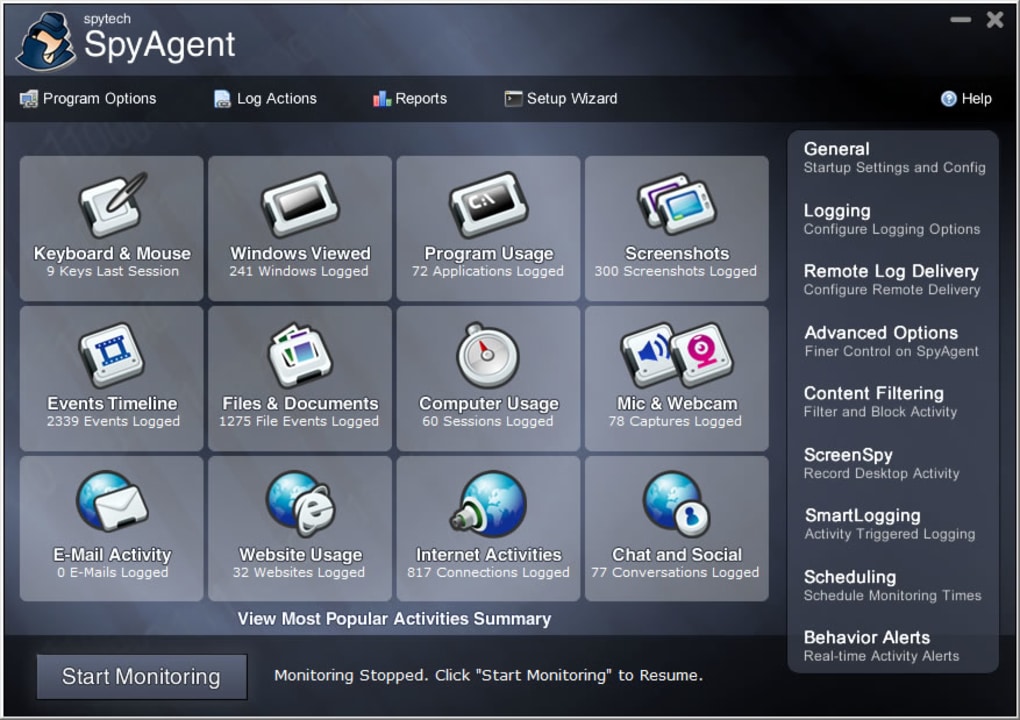 spytech
SpyAgent
Program Options
Log Actions
Reports
Setup Wizard
Help
Keyboard & Mouse
9 Keys Last Session
Windows Viewed
241 Windows Logged
C:\
Program Usage
72 Applications Logged
Screenshots
300 Screenshots Logged
Events Timeline
2339 Events Logged
Files & Documents
1275 File Events Logged
Computer Usage
60 Sessions Logged
Mic & Webcam
78 Captures Logged
E-Mail Activity
0 E-Mails Logged
Website Usage
32 Websites Logged
Internet Activities
817 Connections Logged
Chat and Social
77 Conversations Logged
View Most Popular Activities Summary
General
Startup Settings and Config
Logging
Configure Logging Options
Remote Log Delivery
Configure Remote Delivery
Advanced Options
Finer Control on SpyAgent
Content Filtering
Filter and Block Activity
ScreenSpy
Record Desktop Activity
SmartLogging
Activity Triggered Logging
Scheduling
Schedule Monitoring Times
Behavior Alerts
Real-time Activity Alerts
Start Monitoring
Monitoring Stopped. Click "Start Monitoring" to Resume.